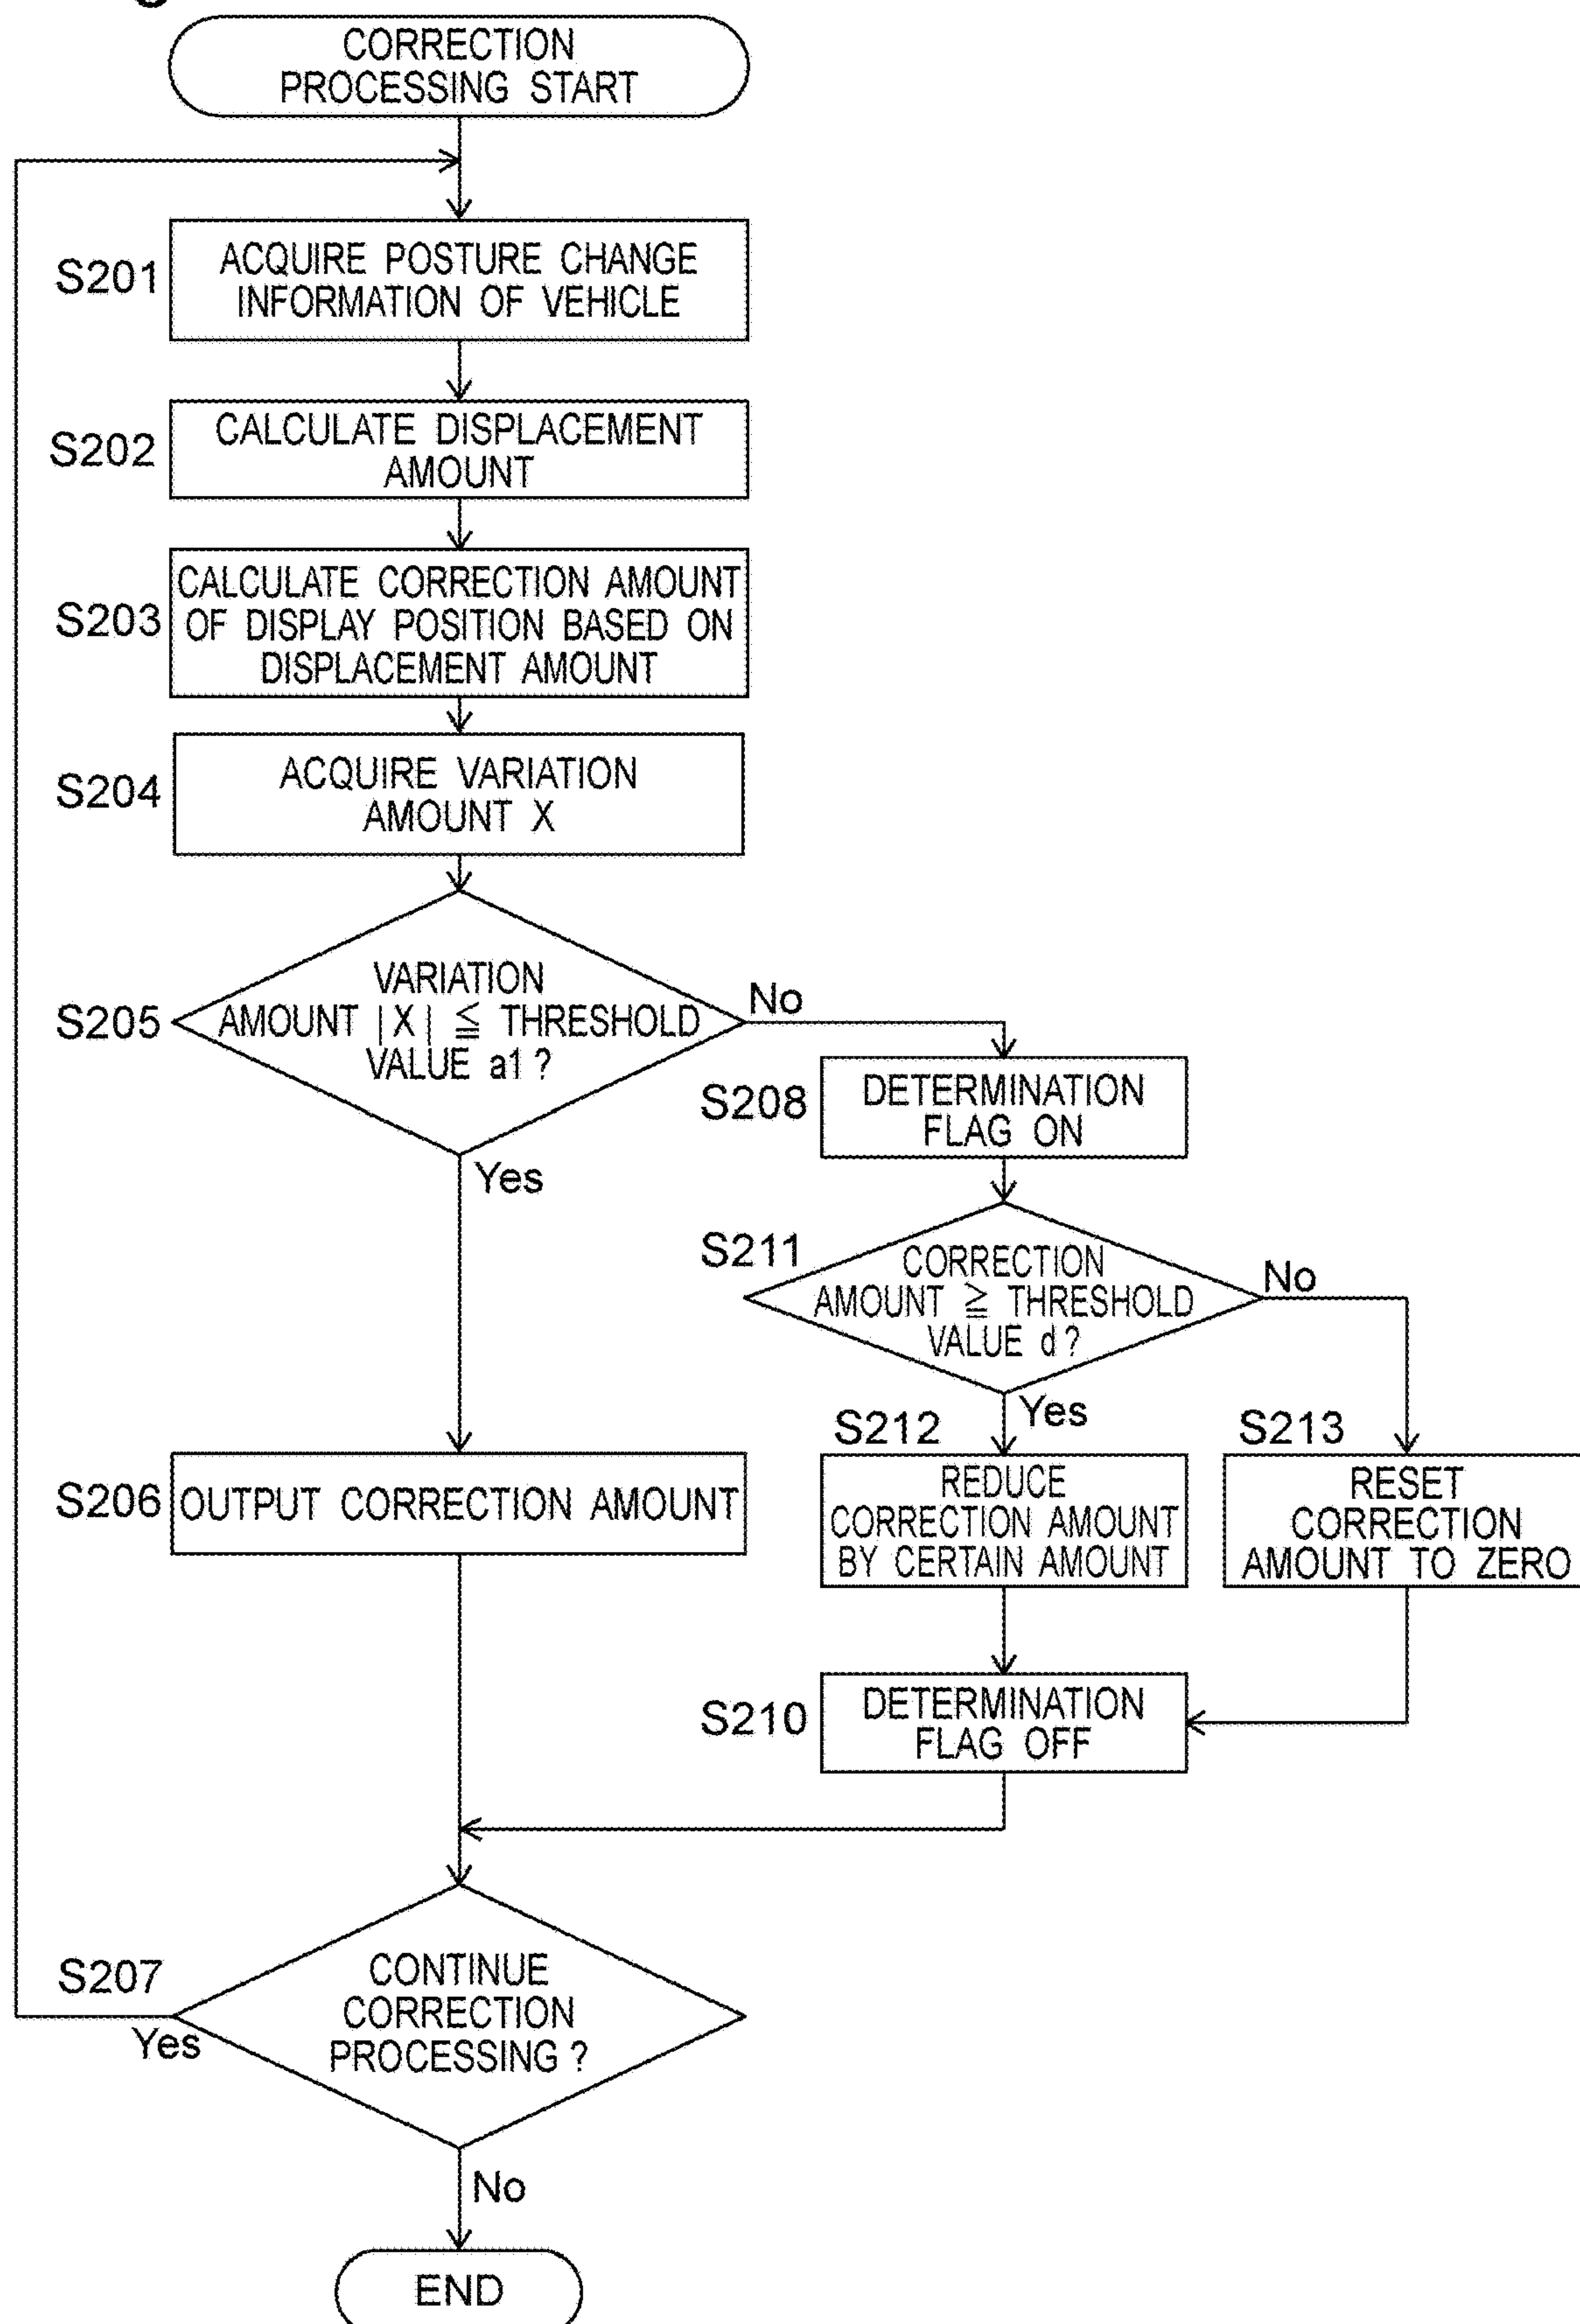 CORRECTION
PROCESSING START
S201
ACQUIRE POSTURE CHANGE
INFORMATION OF VEHICLE
S202
CALCULATE DISPLACEMENT
AMOUNT
S203
CALCULATE CORRECTION AMOUNT
OF DISPLAY POSITION BASED ON
DISPLACEMENT AMOUNT
S204
ACQUIRE VARIATION
AMOUNT X
S205
VARIATION
AMOUNT |X| ≦ THRESHOLD
VALUE a1?
No
Yes
S208
DETERMINATION
FLAG ON
S211
CORRECTION
AMOUNT ≧ THRESHOLD
VALUE d?
No
Yes
S212
REDUCE
CORRECTION AMOUNT
BY CERTAIN AMOUNT
S213
RESET
CORRECTION
AMOUNT TO ZERO
S206
OUTPUT CORRECTION AMOUNT
S210
DETERMINATION
FLAG OFF
S207
CONTINUE
CORRECTION
PROCESSING?
Yes
No
END